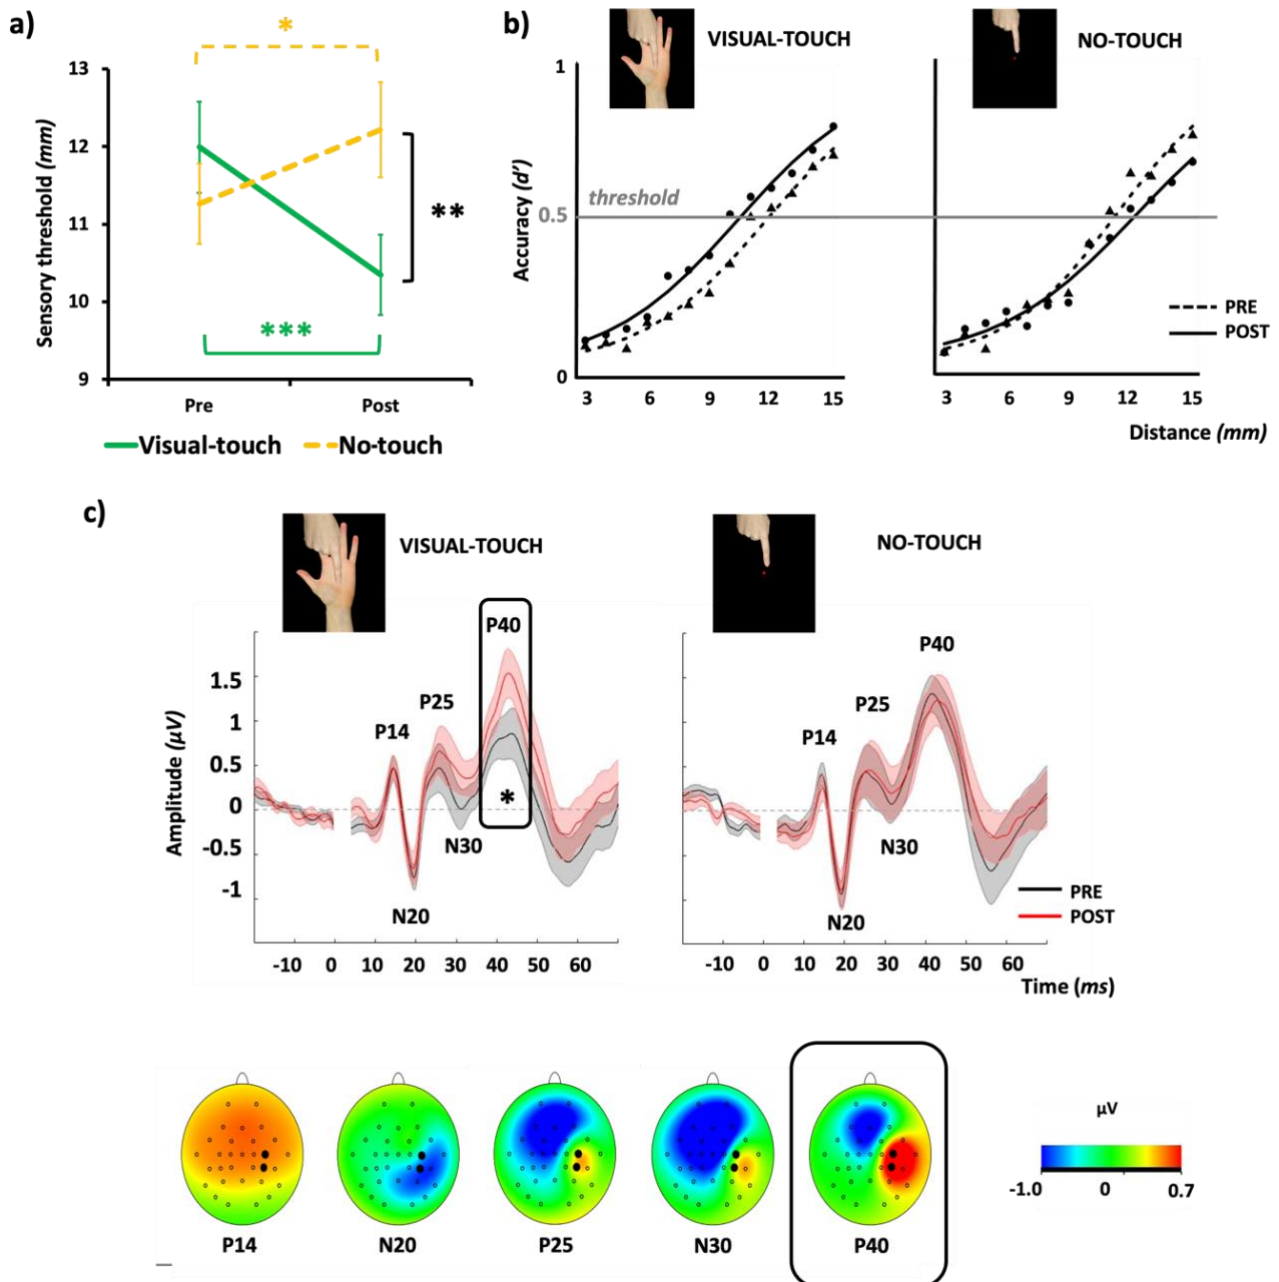 a)
*
13
12
11
10
9
Sensory threshold (mm)
**
***
Pre
Post
Visual-touch
No-touch
b)
VISUAL-TOUCH
NO-TOUCH
1
0.5
0
threshold
Accuracy (d’)
3 6 9 12 15
3 6 9 12 15
PRE
POST
Distance (mm)
c)
VISUAL-TOUCH
NO-TOUCH
P40
P25
P14
N30
N20
*
1.5
1
0.5
0
-0.5
-1
Amplitude (µV)
-10 0 10 20 30 40 50 60
P40
P25
P14
N30
N20
PRE
POST
-10 0 10 20 30 40 50 60
Time (ms)
P14
N20
P25
N30
P40
µV
-1.0 0 0.7